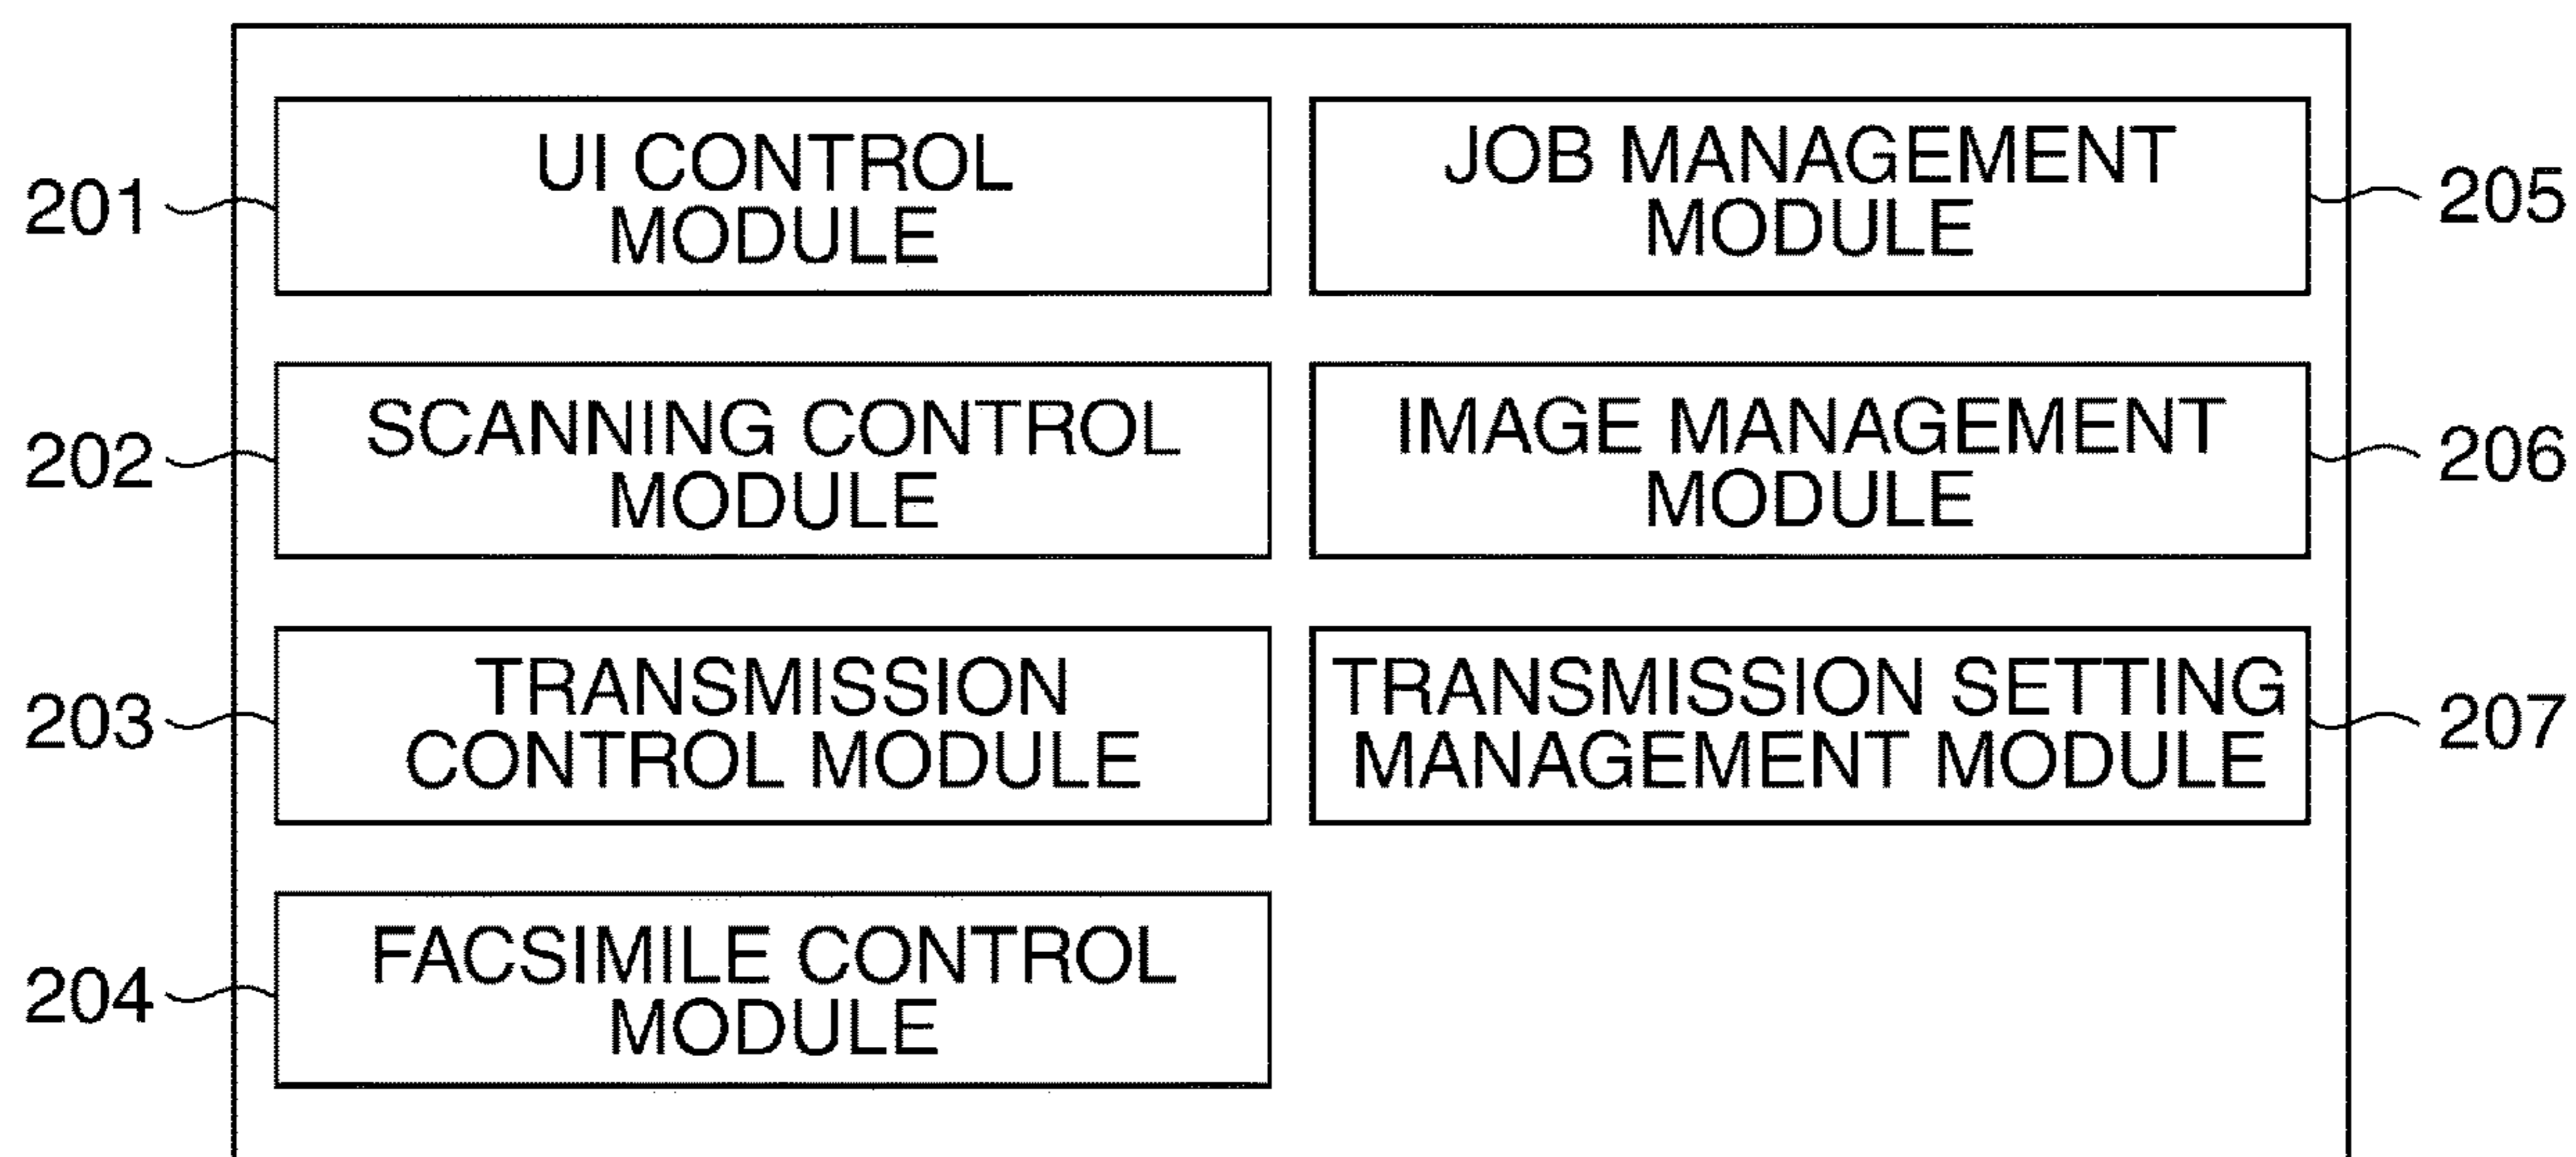 201
UI CONTROL
MODULE
JOB MANAGEMENT
MODULE
205
202
SCANNING CONTROL
MODULE
IMAGE MANAGEMENT
MODULE
206
203
TRANSMISSION
CONTROL MODULE
TRANSMISSION SETTING
MANAGEMENT MODULE
207
204
FACSIMILE CONTROL
MODULE